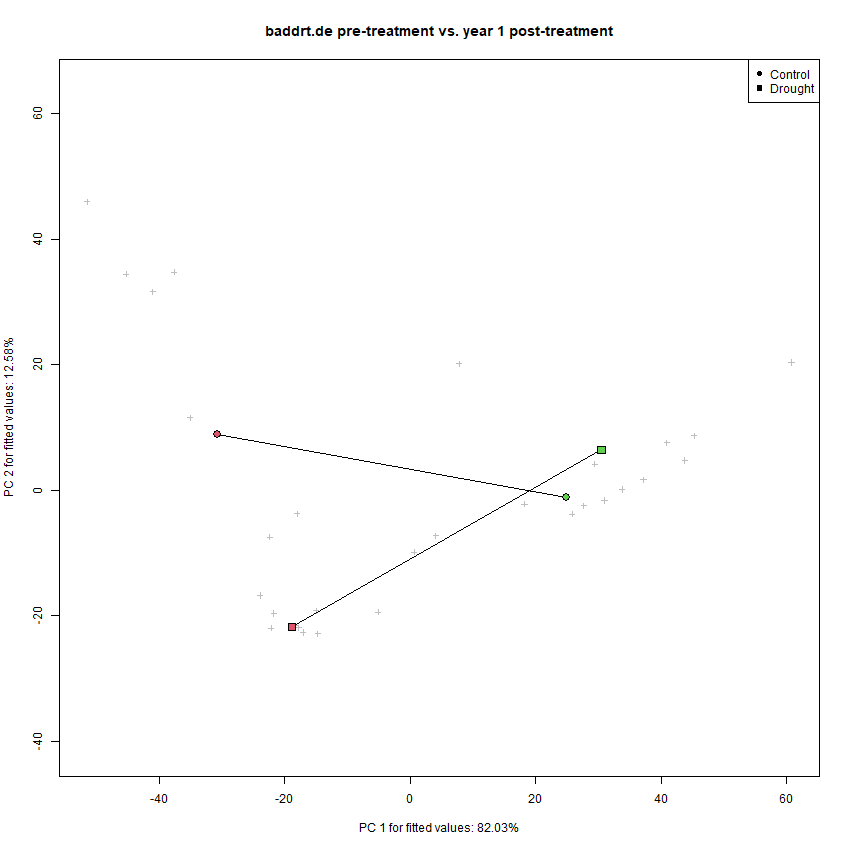 baddrt.de pre-treatment vs. year 1 post-treatment
Control
Drought
PC 2 for fitted values: 12.58%
60
40
20
0
-20
-40
-40
-20
0
20
40
60
PC 1 for fitted values: 82.03%